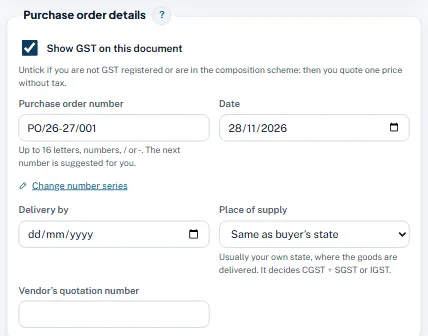 Purchase order details ?
Show GST on this document
Untick if you are not GST registered or are in the composition scheme: then you quote one price
without tax.
Purchase order number
PO/26-27/001
Up to 16 letters, numbers, / or -. The next
number is suggested for you.
Change number series
Date
28/11/2026
Delivery by
dd/mm/yyyy
Place of supply
Same as buyer's state
Usually your own state, where the goods are
delivered. It decides CGST + SGST or IGST.
Vendor's quotation number